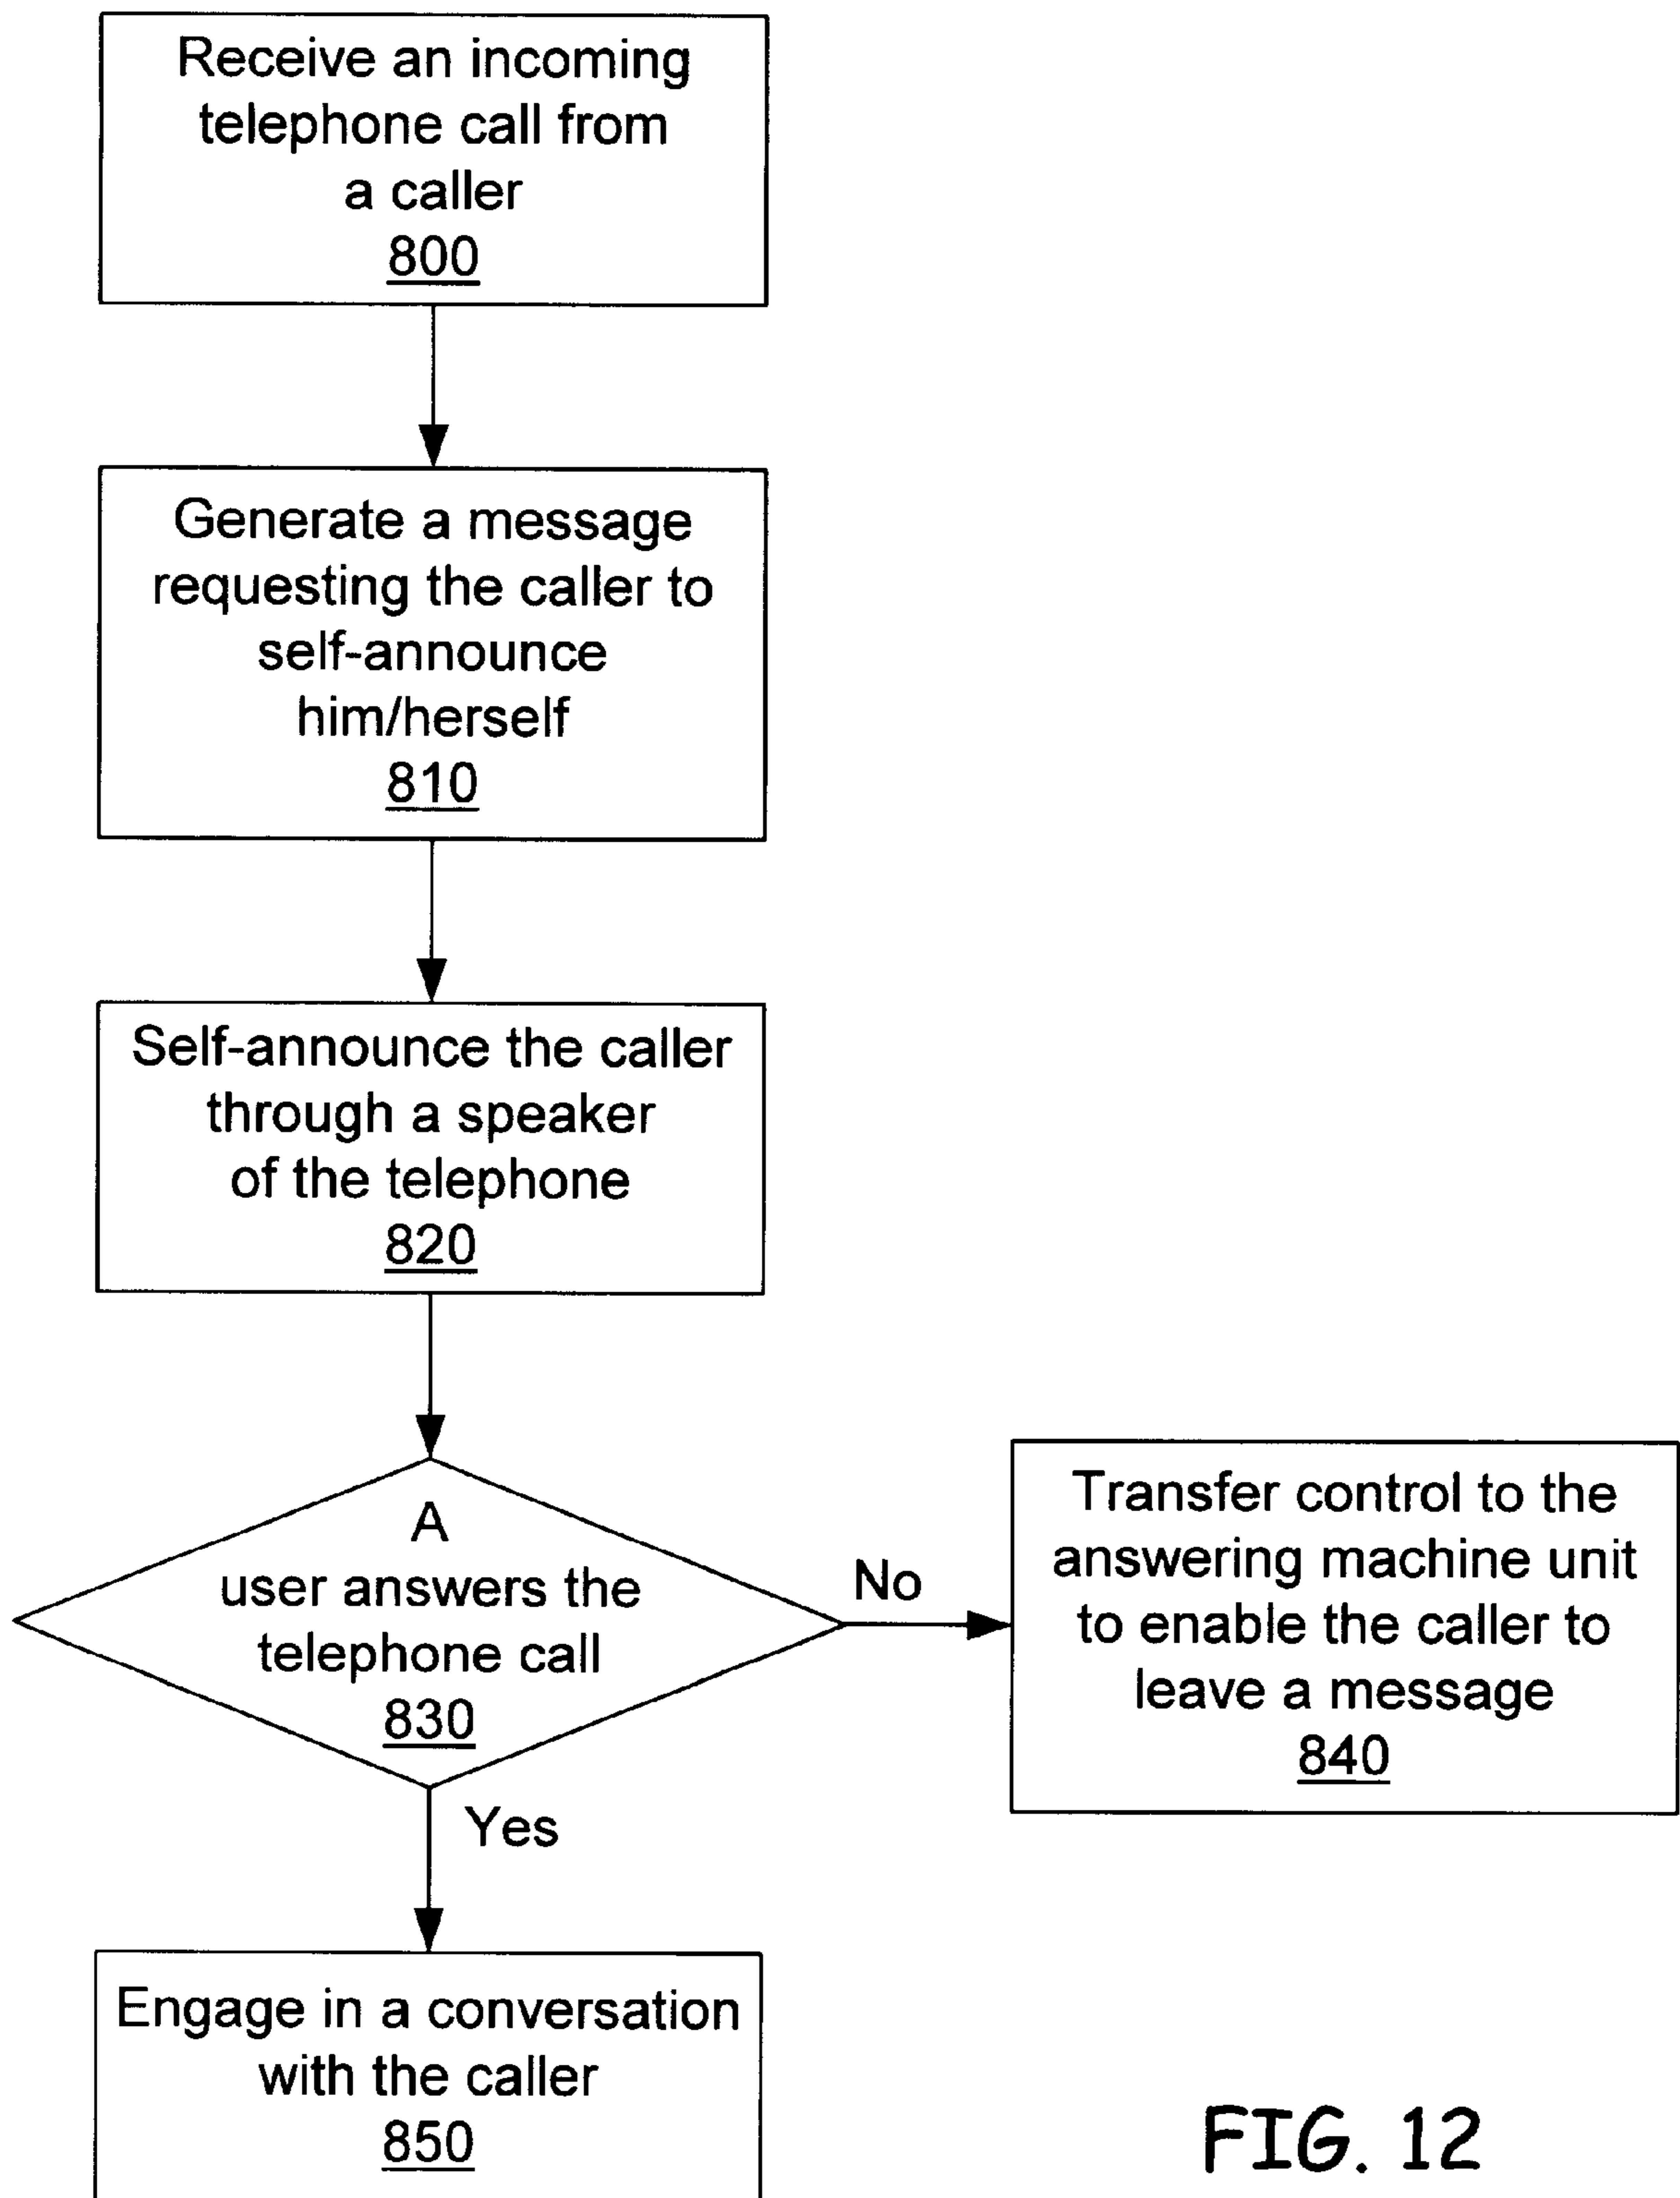 Receive an incoming
telephone call from
a caller
800
Generate a message
requesting the caller to
self-announce
him/herself
810
Self-announce the caller
through a speaker
of the telephone
820
A
user answers the
telephone call
830
No
Transfer control to the
answering machine unit
to enable the caller to
leave a message
840
Yes
Engage in a conversation
with the caller
850
FIG. 12